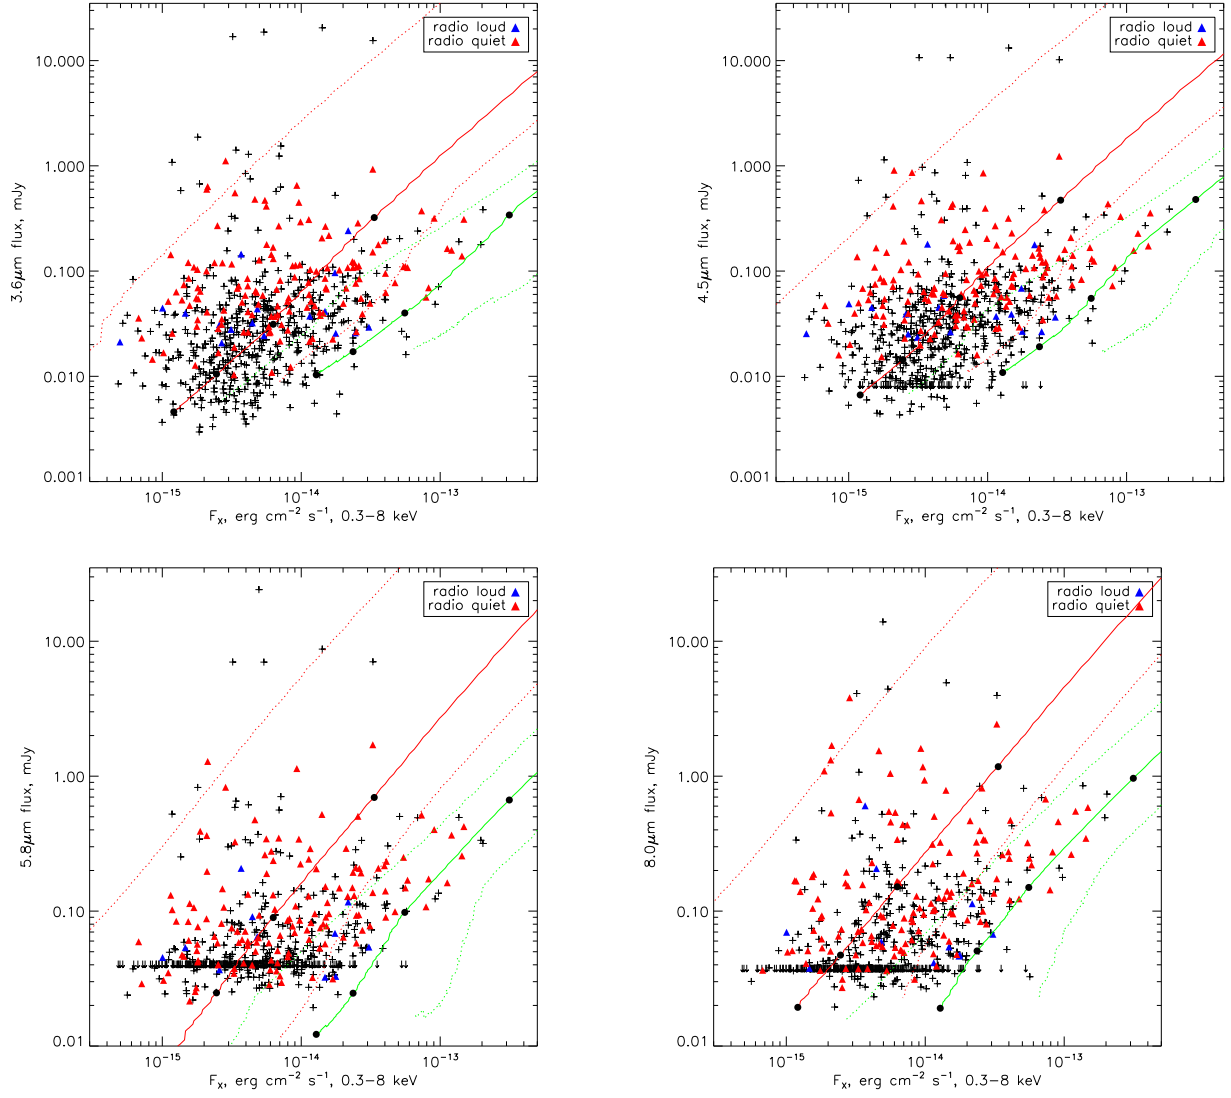 radio loud
radio quiet
10.000
1.000
0.100
0.010
0.001
3.6μm flux, mJy
10⁻¹⁵ 10⁻¹⁴ 10⁻¹³
Fₓ, erg cm⁻² s⁻¹, 0.3−8 keV
radio loud
radio quiet
10.000
1.000
0.100
0.010
0.001
4.5μm flux, mJy
10⁻¹⁵ 10⁻¹⁴ 10⁻¹³
Fₓ, erg cm⁻² s⁻¹, 0.3−8 keV
radio loud
radio quiet
10.00
1.00
0.10
0.01
5.8μm flux, mJy
10⁻¹⁵ 10⁻¹⁴ 10⁻¹³
Fₓ, erg cm⁻² s⁻¹, 0.3−8 keV
radio loud
radio quiet
10.00
1.00
0.10
0.01
8.0μm flux, mJy
10⁻¹⁵ 10⁻¹⁴ 10⁻¹³
Fₓ, erg cm⁻² s⁻¹, 0.3−8 keV